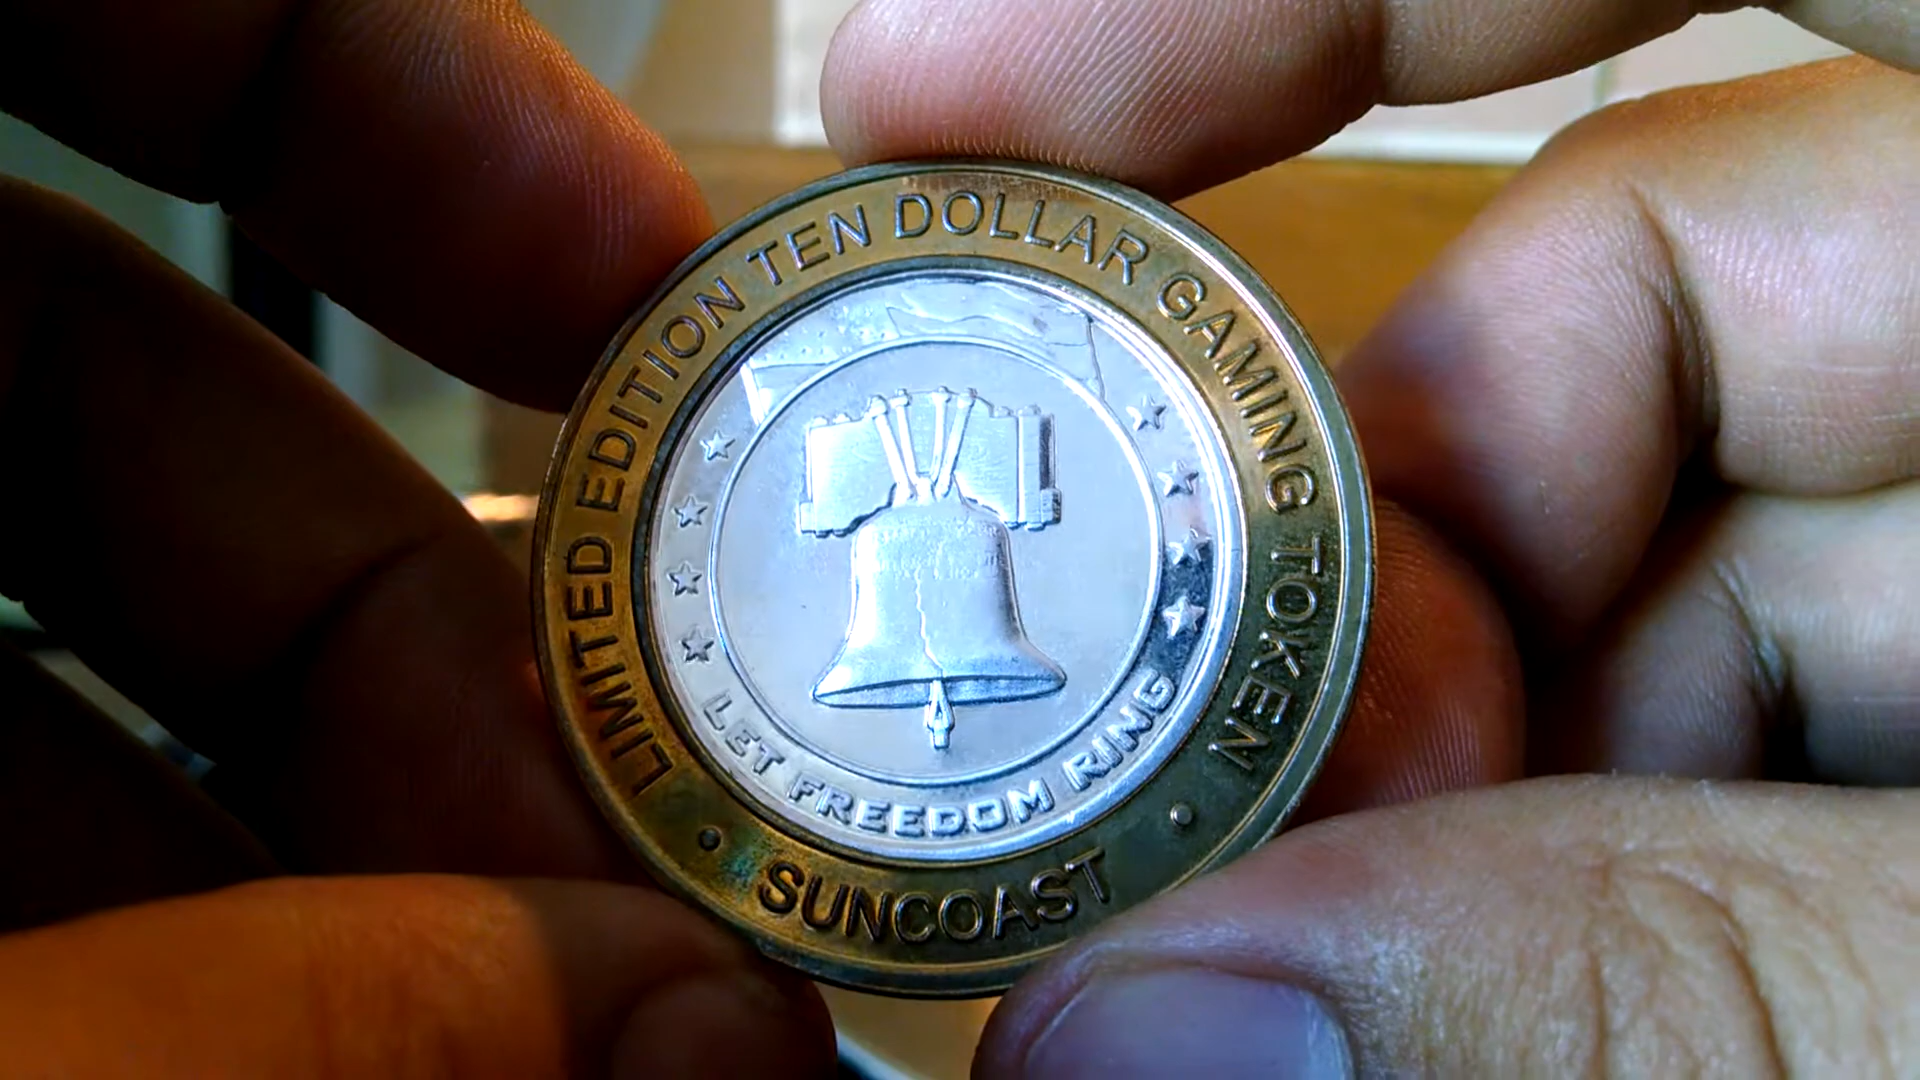 LIMITED EDITION TEN DOLLAR GAMING TOKEN
LET FREEDOM RING
• SUNCOAST •